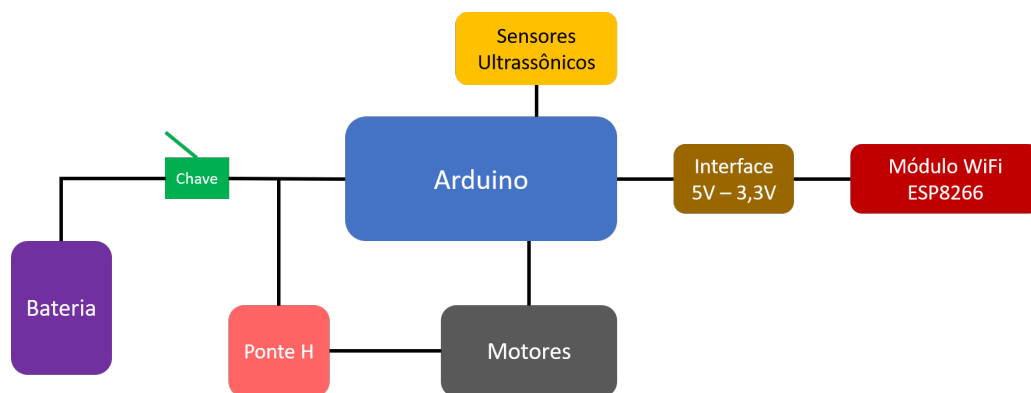 Sensores
Ultrassônicos
Chave
Arduino
Interface
5V – 3,3V
Módulo WiFi
ESP8266
Bateria
Ponte H
Motores